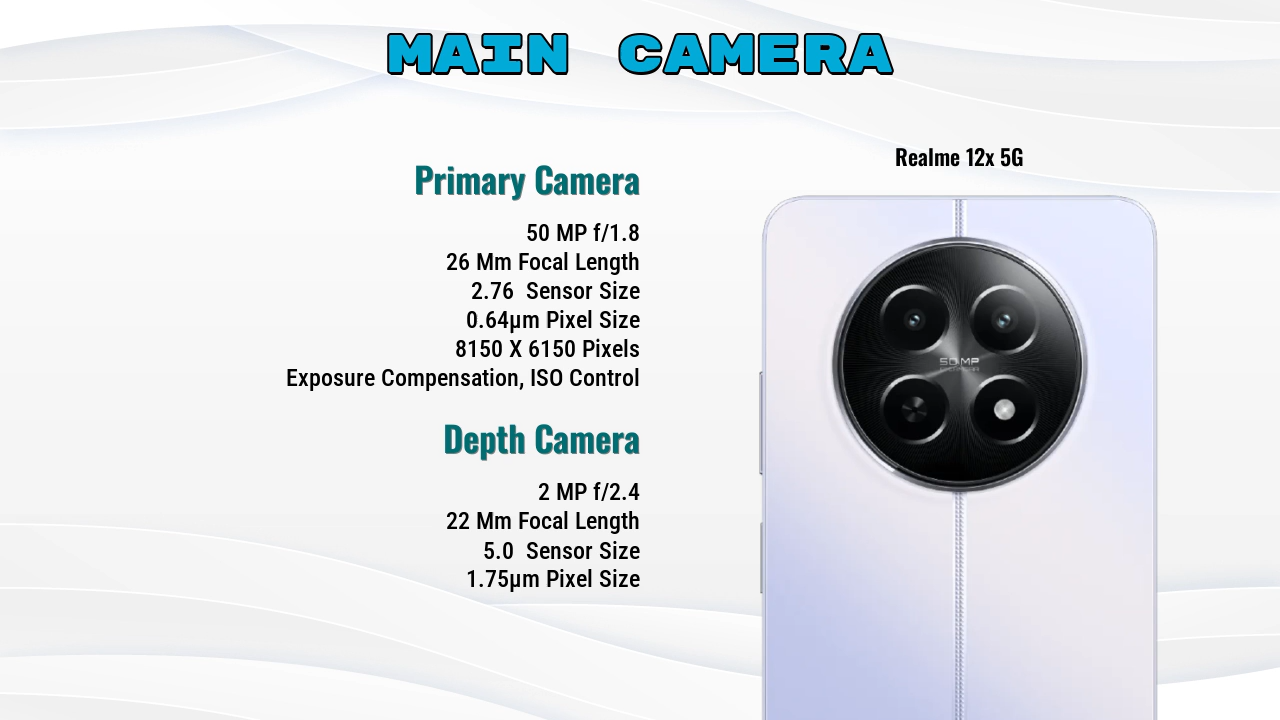 MAIN CAMERA
Primary Camera
50 MP f/1.8
26 Mm Focal Length
2.76  Sensor Size
0.64µm Pixel Size
8150 X 6150 Pixels
Exposure Compensation, ISO Control
Depth Camera
2 MP f/2.4
22 Mm Focal Length
5.0  Sensor Size
1.75µm Pixel Size
Realme 12x 5G
50 MP